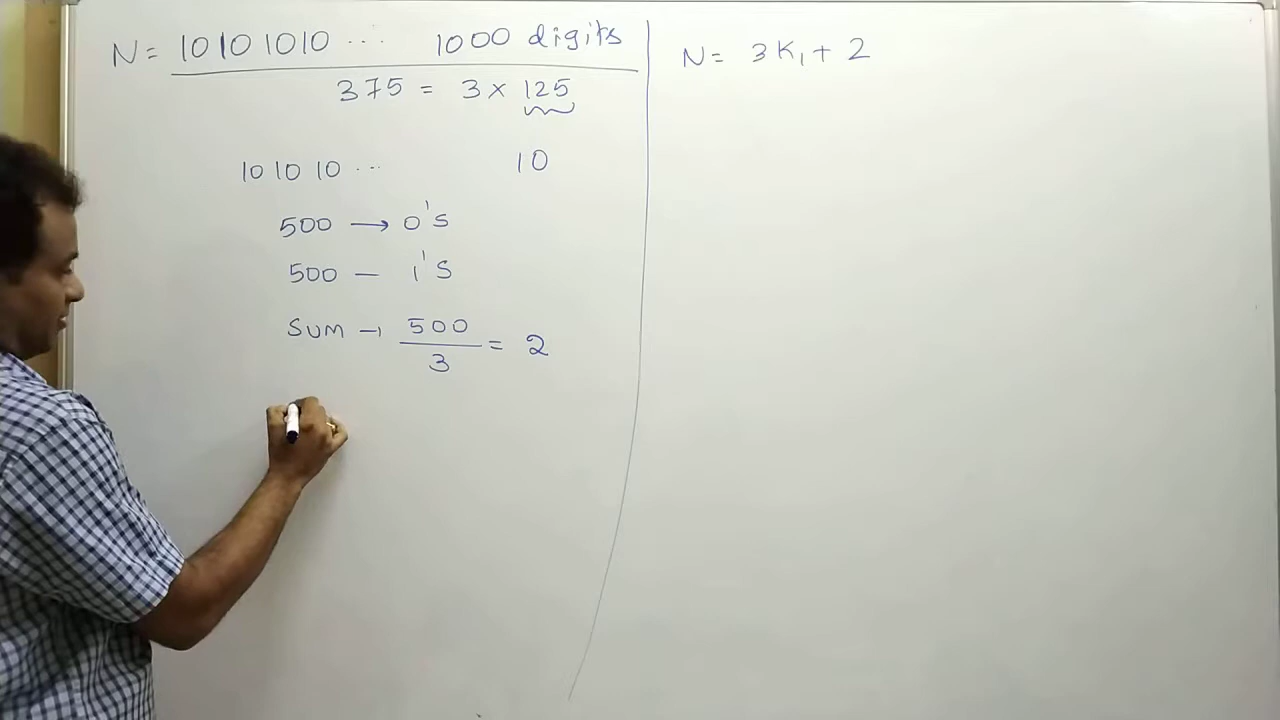 N = 10101010 ... 1000 digits
375 = 3 × 125
10 10 10 ... 10
500 → 0's
500 — 1's
Sum → 500/3 = 2
N = 3K₁ + 2